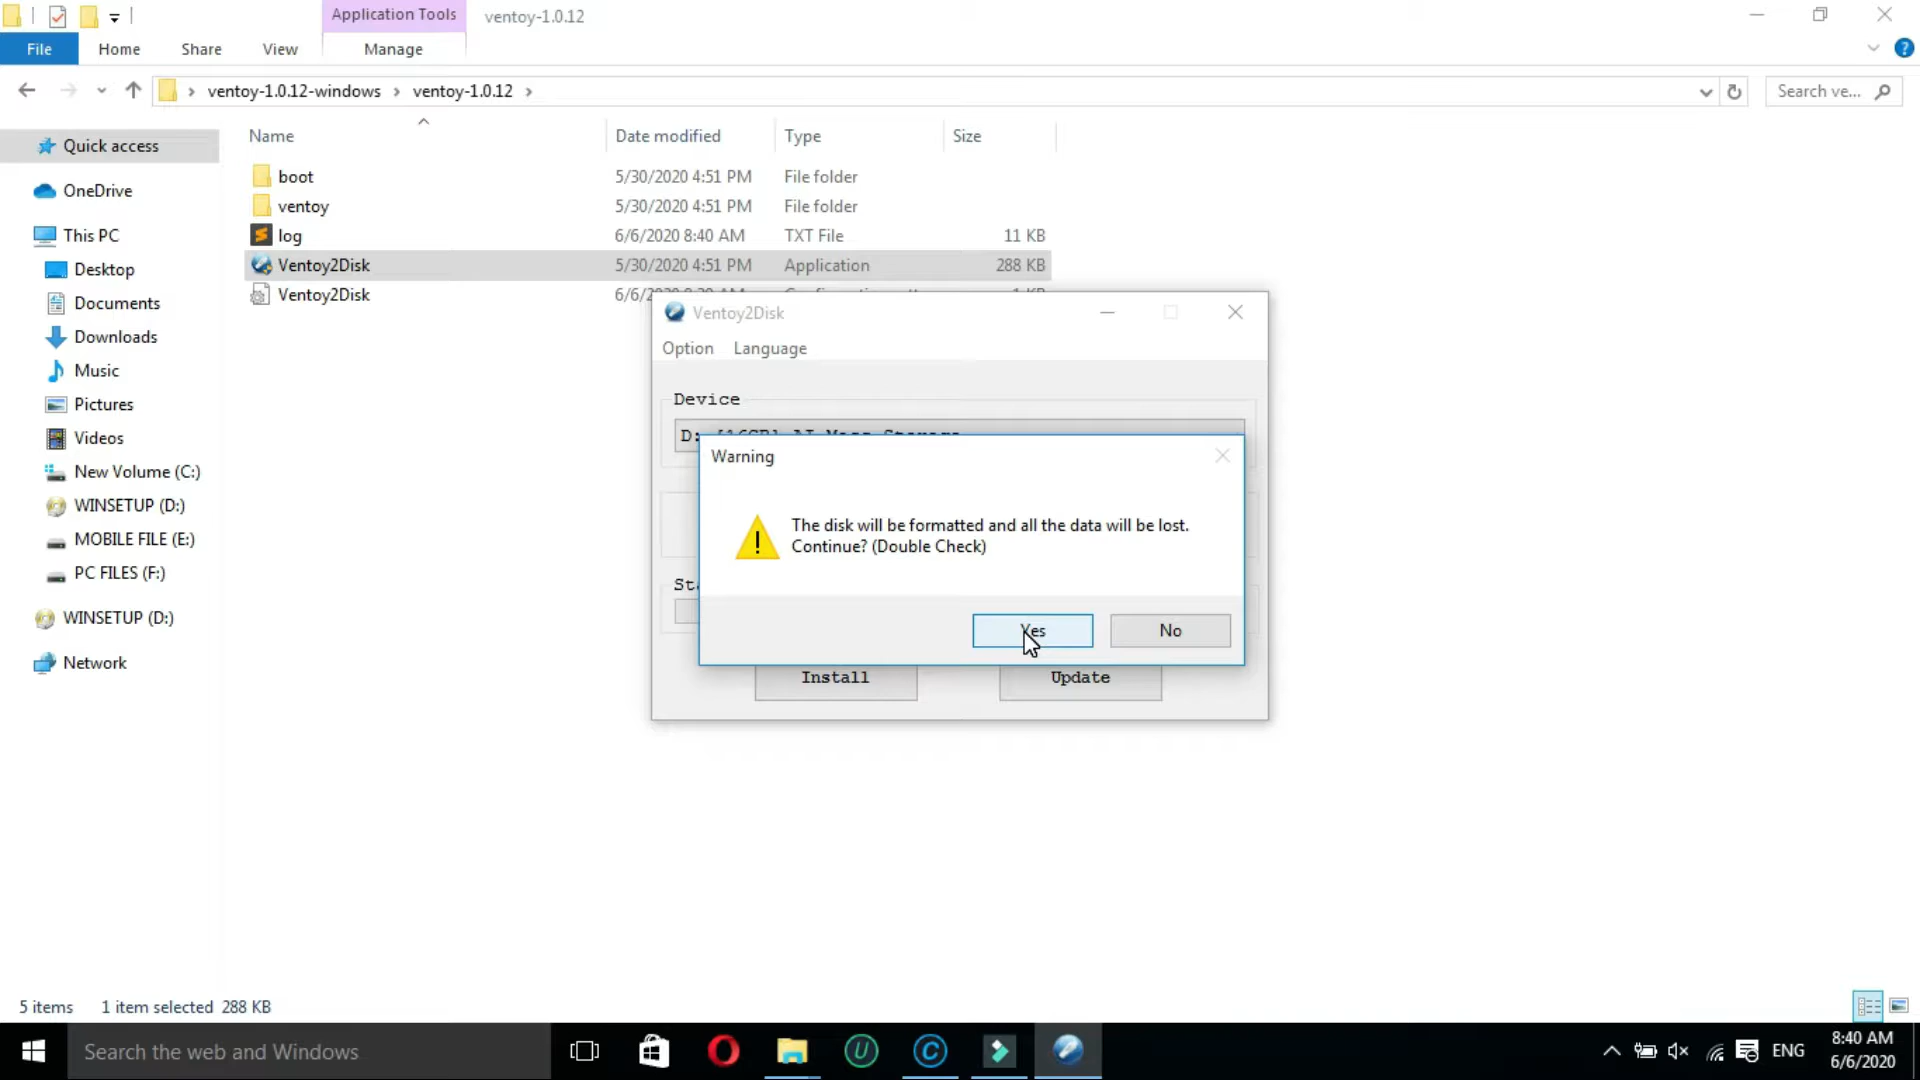 Application Tools
ventoy-1.0.12
File
Home
Share
View
Manage
ventoy-1.0.12-windows
ventoy-1.0.12
Search ve...
Name
Date modified
Type
Size
Quick access
OneDrive
This PC
Desktop
Documents
Downloads
Music
Pictures
Videos
New Volume (C:)
WINSETUP (D:)
MOBILE FILE (E:)
PC FILES (F:)
WINSETUP (D:)
Network
boot 5/30/2020 4:51 PM File folder
ventoy 5/30/2020 4:51 PM File folder
log 6/6/2020 8:40 AM TXT File 11 KB
Ventoy2Disk 5/30/2020 4:51 PM Application 288 KB
Ventoy2Disk
Ventoy2Disk
Option Language
Device
D:
Warning
The disk will be formatted and all the data will be lost.
Continue? (Double Check)
Yes
No
Install
Update
5 items 1 item selected 288 KB
Search the web and Windows
ENG
8:40 AM
6/6/2020